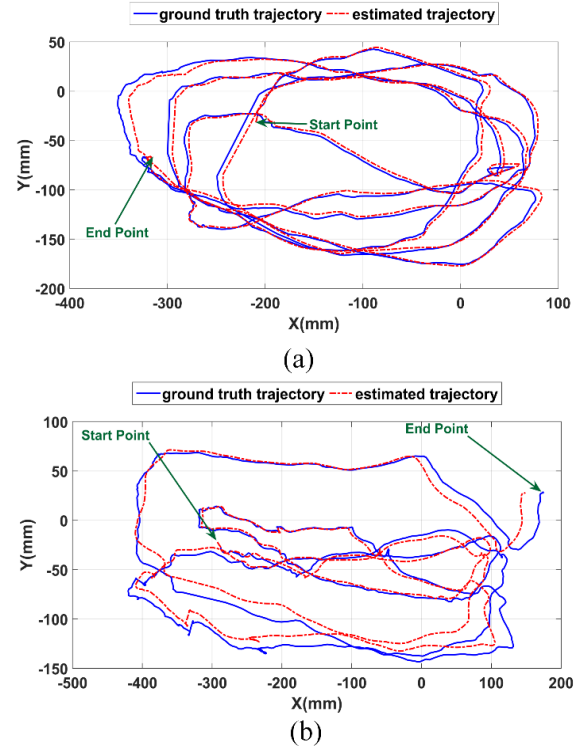 ground truth trajectory estimated trajectory
50
0
-50
-100
-150
-200
Y(mm)
Start Point
End Point
-400 -300 -200 -100 0 100
X(mm)
(a)
ground truth trajectory estimated trajectory
100
50
0
-50
-100
-150
Y(mm)
Start Point
End Point
-500 -400 -300 -200 -100 0 100 200
X(mm)
(b)